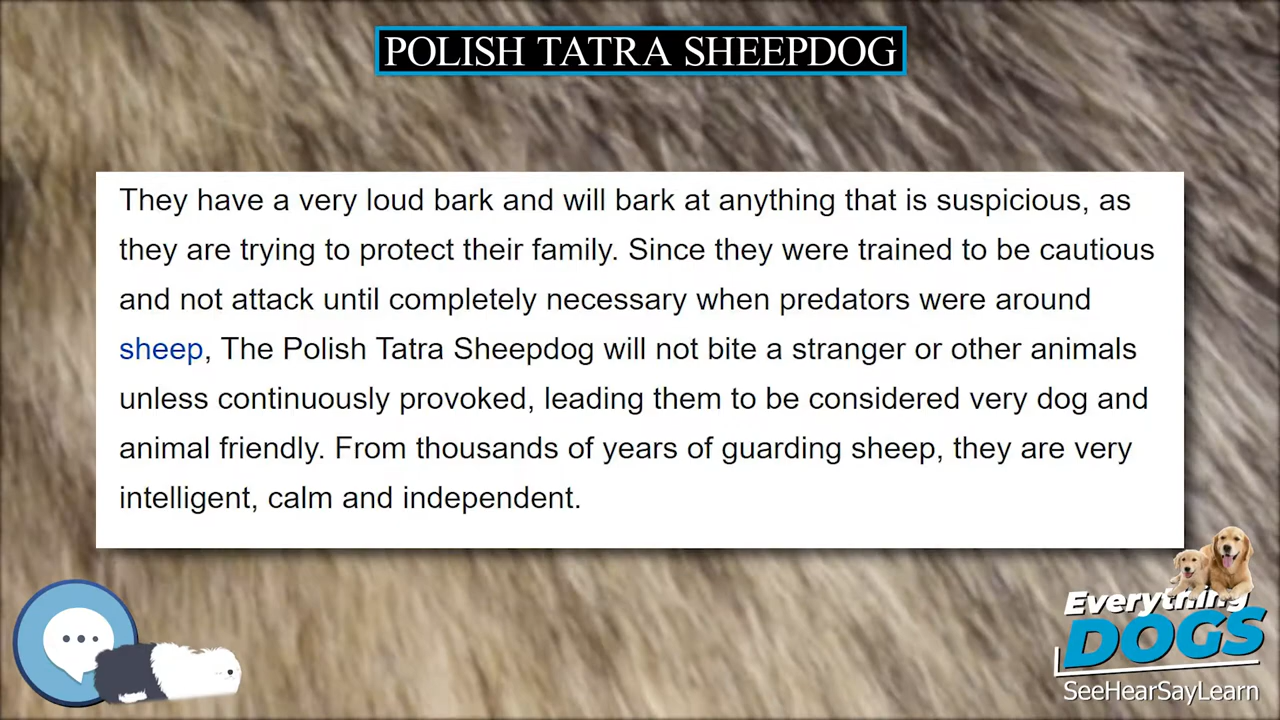 POLISH TATRA SHEEPDOG
They have a very loud bark and will bark at anything that is suspicious, as
they are trying to protect their family. Since they were trained to be cautious
and not attack until completely necessary when predators were around
sheep, The Polish Tatra Sheepdog will not bite a stranger or other animals
unless continuously provoked, leading them to be considered very dog and
animal friendly. From thousands of years of guarding sheep, they are very
intelligent, calm and independent.
Everything
DOGS
SeeHearSayLearn